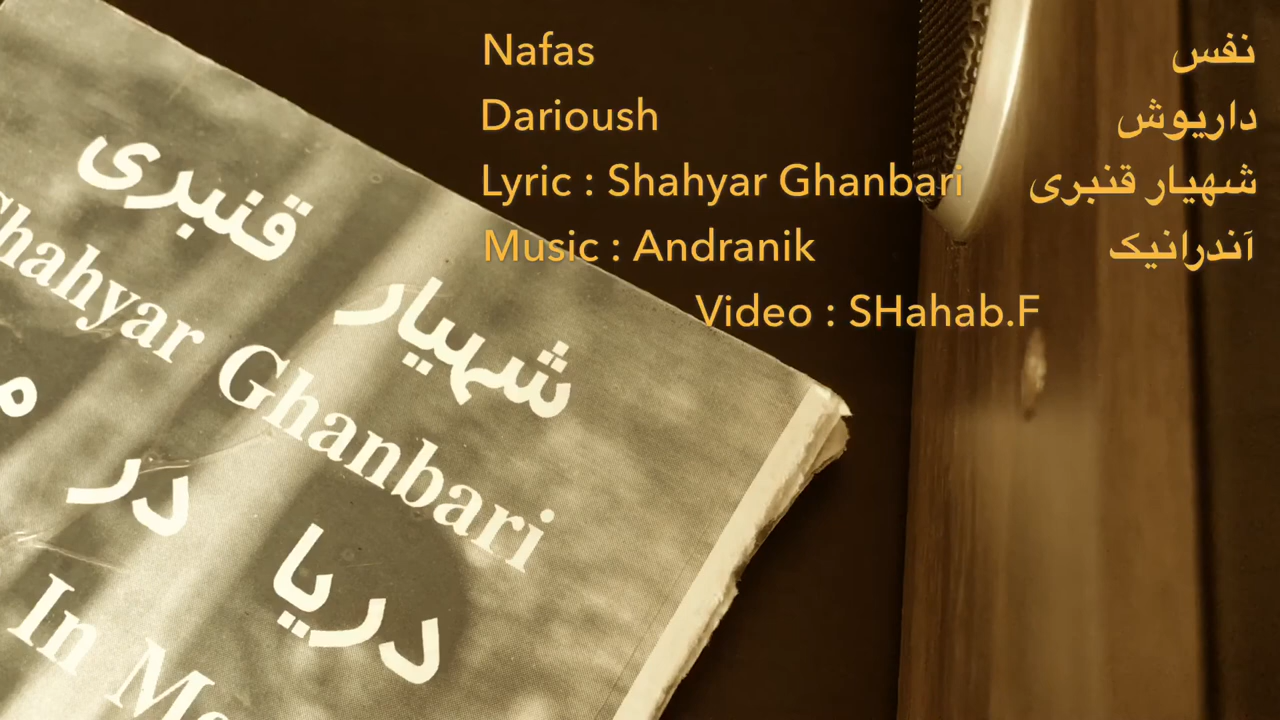 Nafas نفس
Darioush داریوش
Lyric : Shahyar Ghanbari شهیار قنبری
Music : Andranik آندرانیک
Video : SHahab.F
شهیار قنبری
Shahyar Ghanbari
دریا در
In